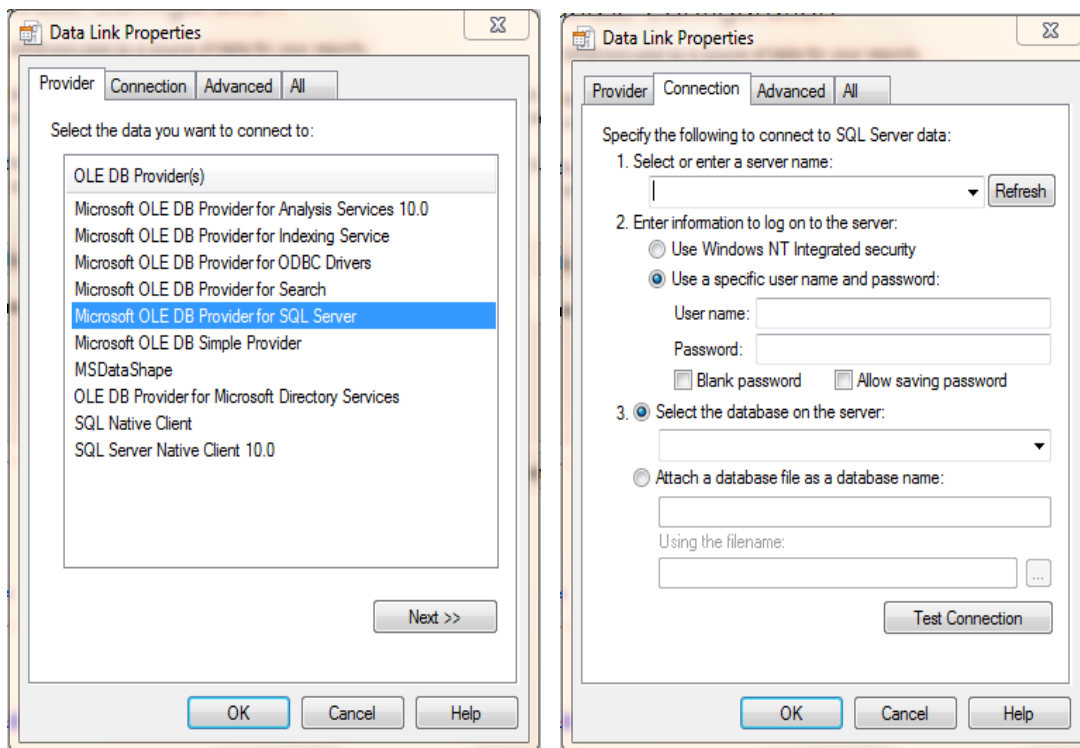 Data Link Properties
Provider
Connection
Advanced
All
Select the data you want to connect to:
OLE DB Provider(s)
Microsoft OLE DB Provider for Analysis Services 10.0
Microsoft OLE DB Provider for Indexing Service
Microsoft OLE DB Provider for ODBC Drivers
Microsoft OLE DB Provider for Search
Microsoft OLE DB Provider for SQL Server
Microsoft OLE DB Simple Provider
MSDataShape
OLE DB Provider for Microsoft Directory Services
SQL Native Client
SQL Server Native Client 10.0
Next >>
OK
Cancel
Help
Data Link Properties
Provider
Connection
Advanced
All
Specify the following to connect to SQL Server data:
1. Select or enter a server name:
Refresh
2. Enter information to log on to the server:
Use Windows NT Integrated security
Use a specific user name and password:
User name:
Password:
Blank password
Allow saving password
3. Select the database on the server:
Attach a database file as a database name:
Using the filename:
...
Test Connection
OK
Cancel
Help